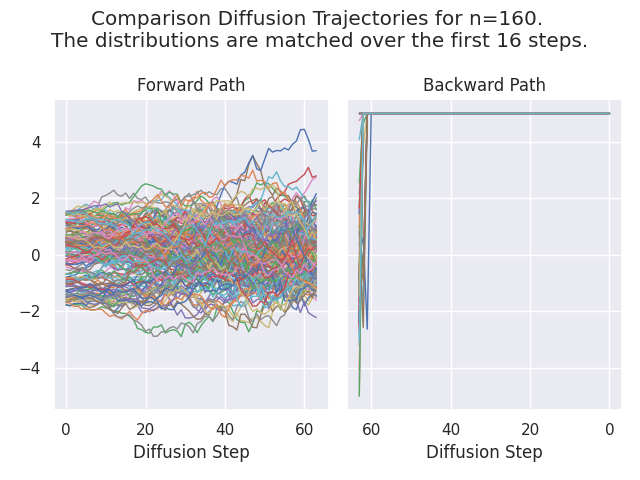 Comparison Diffusion Trajectories for n=160.
The distributions are matched over the first 16 steps.
Forward Path
Backward Path
4
2
0
−2
−4
0 20 40 60
60 40 20 0
Diffusion Step
Diffusion Step